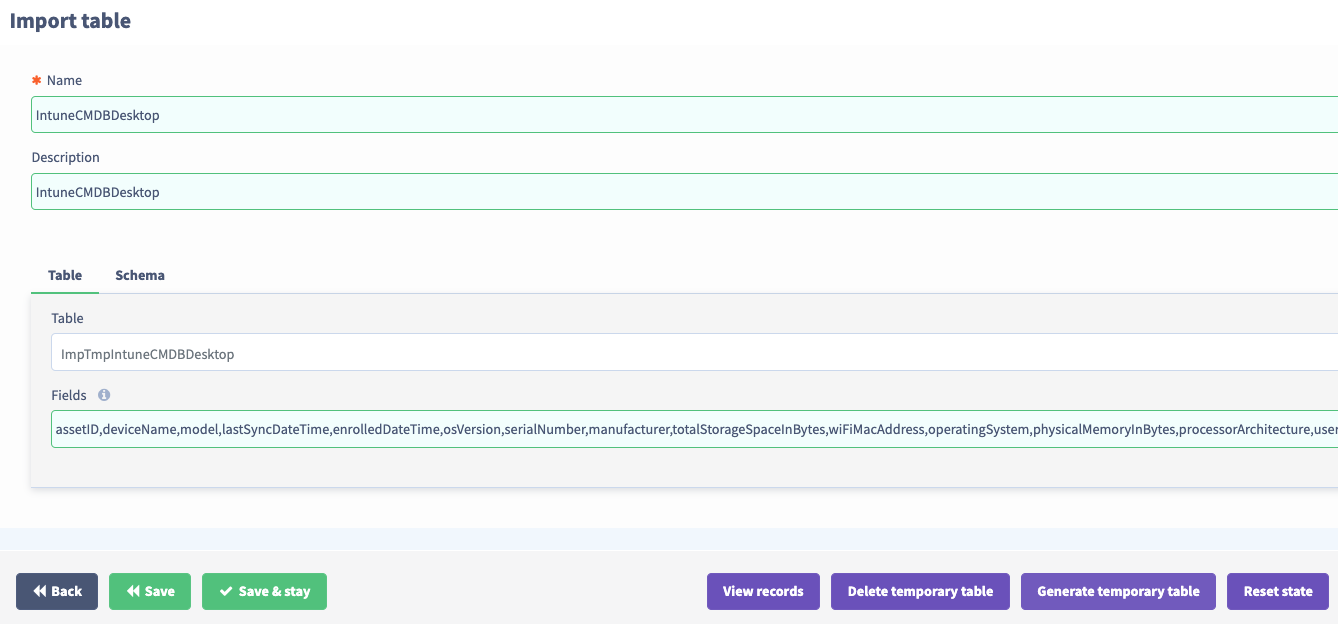 Import table
✱ Name
IntuneCMDBDesktop
Description
IntuneCMDBDesktop
Table Schema
Table
ImpTmpIntuneCMDBDesktop
Fields
assetID,deviceName,model,lastSyncDateTime,enrolledDateTime,osVersion,serialNumber,manufacturer,totalStorageSpaceInBytes,wiFiMacAddress,operatingSystem,physicalMemoryInBytes,processorArchitecture,user
Back Save Save & stay View records Delete temporary table Generate temporary table Reset state